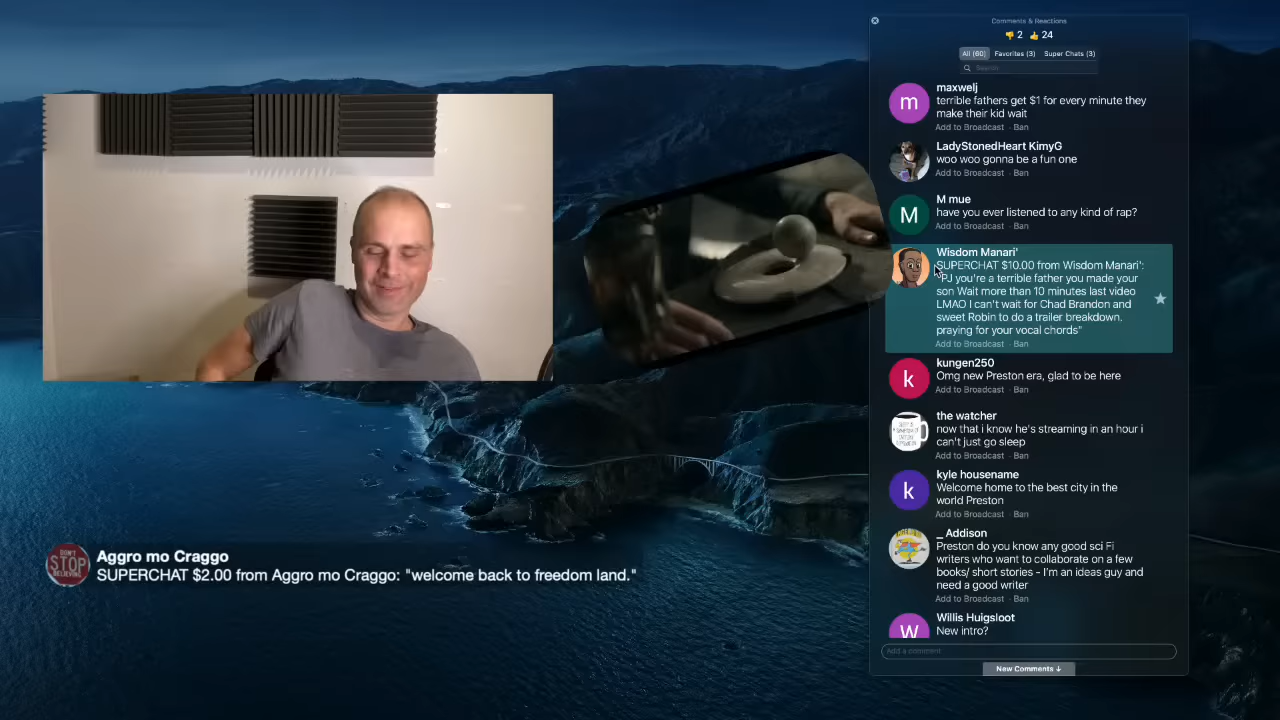 Comments & Reactions
👎 2 👍 24
All (60) Favorites (3) Super Chats (3)
Search
m
maxwelj
terrible fathers get $1 for every minute they
make their kid wait
Add to Broadcast · Ban
LadyStonedHeart KimyG
woo woo gonna be a fun one
Add to Broadcast · Ban
M
M mue
have you ever listened to any kind of rap?
Add to Broadcast · Ban
Wisdom Manari'
SUPERCHAT $10.00 from Wisdom Manari':
"PJ you're a terrible father you made your
son Wait more than 10 minutes last video
LMAO I can't wait for Chad Brandon and
sweet Robin to do a trailer breakdown.
praying for your vocal chords"
Add to Broadcast · Ban
k
kungen250
Omg new Preston era, glad to be here
Add to Broadcast · Ban
the watcher
now that i know he's streaming in an hour i
can't just go sleep
Add to Broadcast · Ban
k
kyle housename
Welcome home to the best city in the
world Preston
Add to Broadcast · Ban
_ Addison
Preston do you know any good sci Fi
writers who want to collaborate on a few
books/ short stories - I'm an ideas guy and
need a good writer
Add to Broadcast · Ban
W
Willis Huigsloot
New intro?
Add a comment
New Comments ↓
DON'T
STOP
BELIEVING
Aggro mo Craggo
SUPERCHAT $2.00 from Aggro mo Craggo: "welcome back to freedom land."